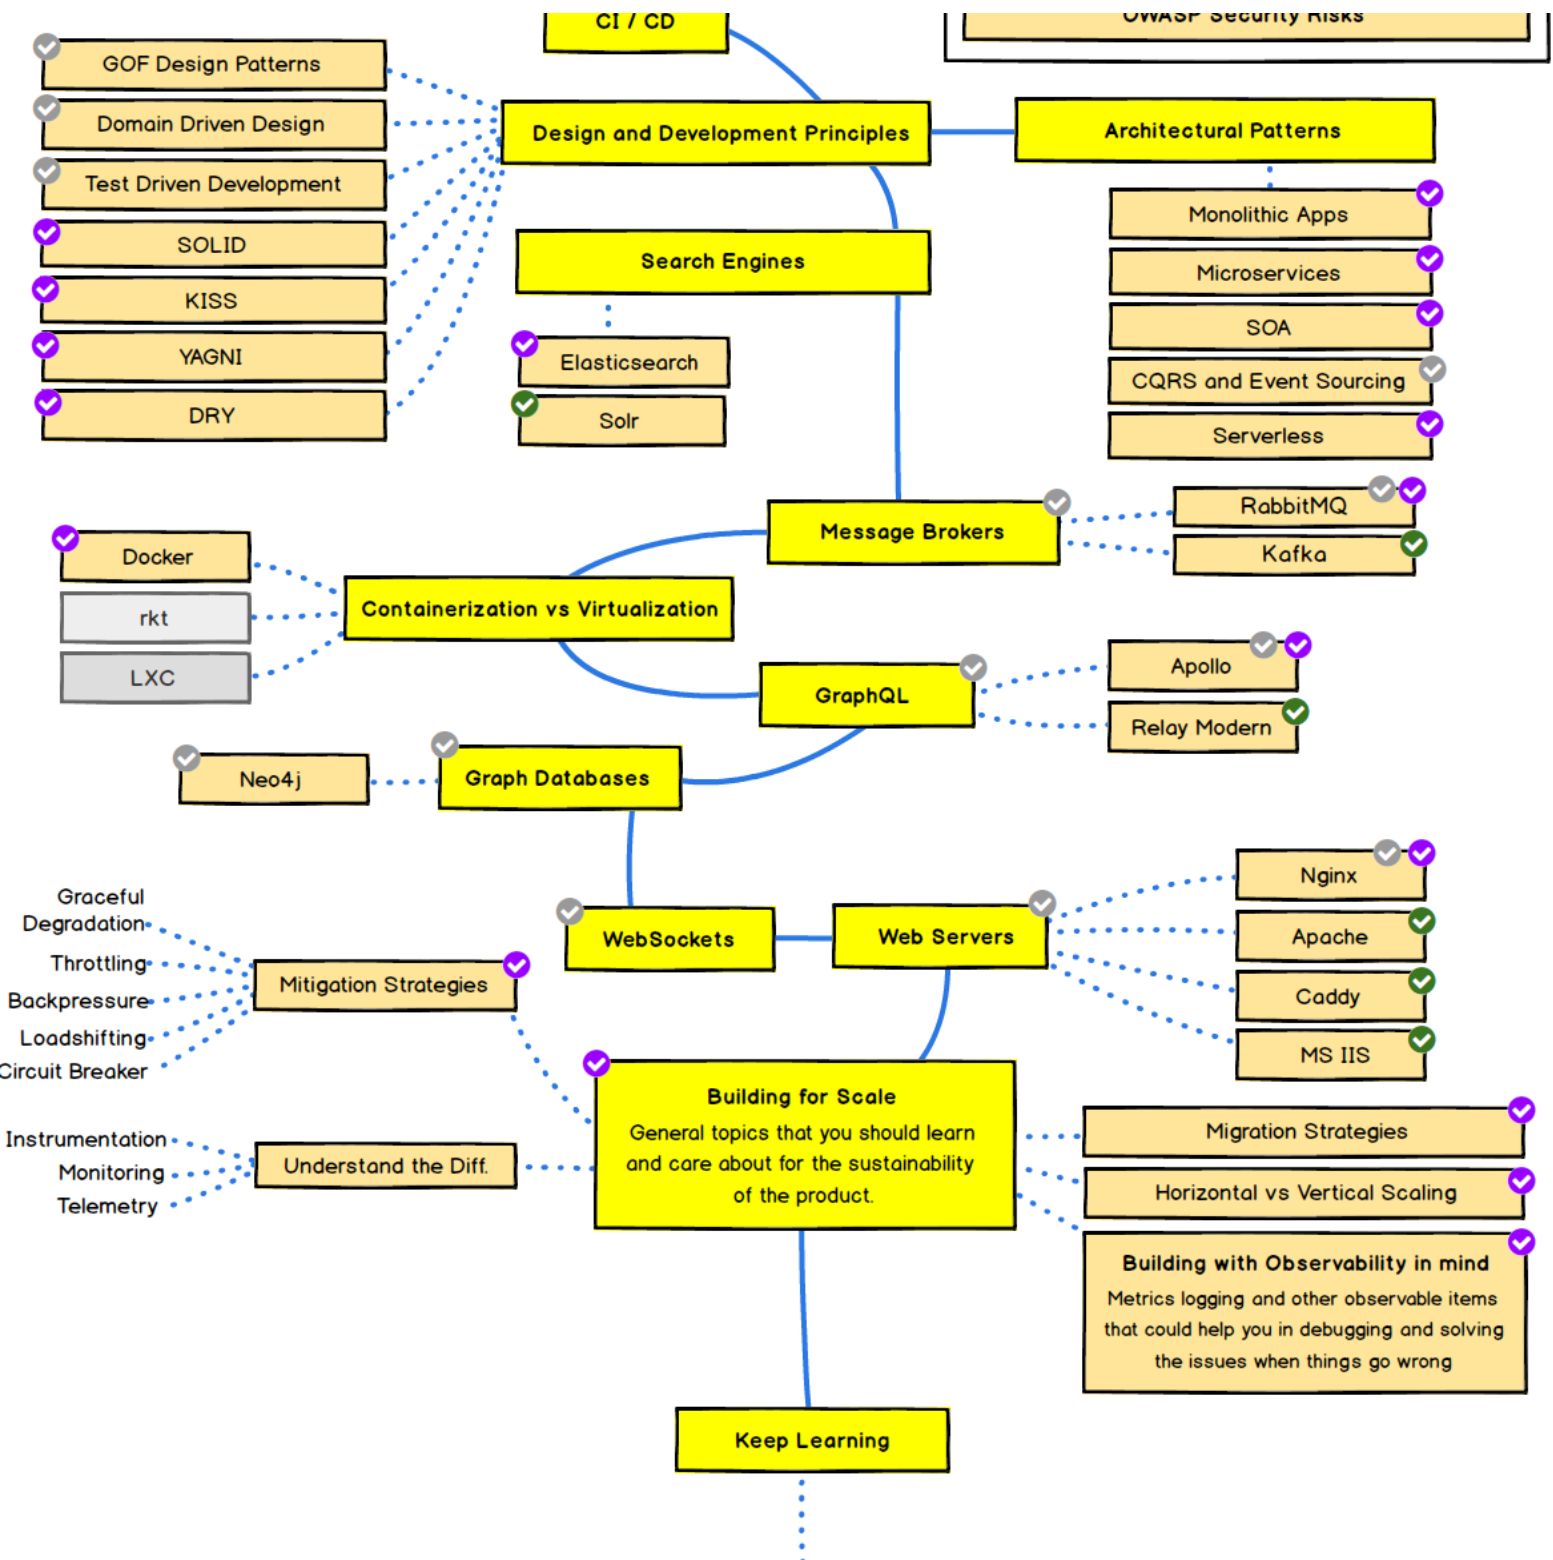 CI / CD
OWASP Security Risks
GOF Design Patterns
Domain Driven Design
Test Driven Development
SOLID
KISS
YAGNI
DRY
Design and Development Principles
Architectural Patterns
Monolithic Apps
Microservices
SOA
CQRS and Event Sourcing
Serverless
Search Engines
Elasticsearch
Solr
Message Brokers
RabbitMQ
Kafka
Docker
rkt
LXC
Containerization vs Virtualization
GraphQL
Apollo
Relay Modern
Neo4j
Graph Databases
WebSockets
Web Servers
Nginx
Apache
Caddy
MS IIS
Graceful
Degradation
Throttling
Backpressure
Loadshifting
Circuit Breaker
Mitigation Strategies
Building for Scale
General topics that you should learn
and care about for the sustainability
of the product.
Instrumentation
Monitoring
Telemetry
Understand the Diff.
Migration Strategies
Horizontal vs Vertical Scaling
Building with Observability in mind
Metrics logging and other observable items
that could help you in debugging and solving
the issues when things go wrong
Keep Learning